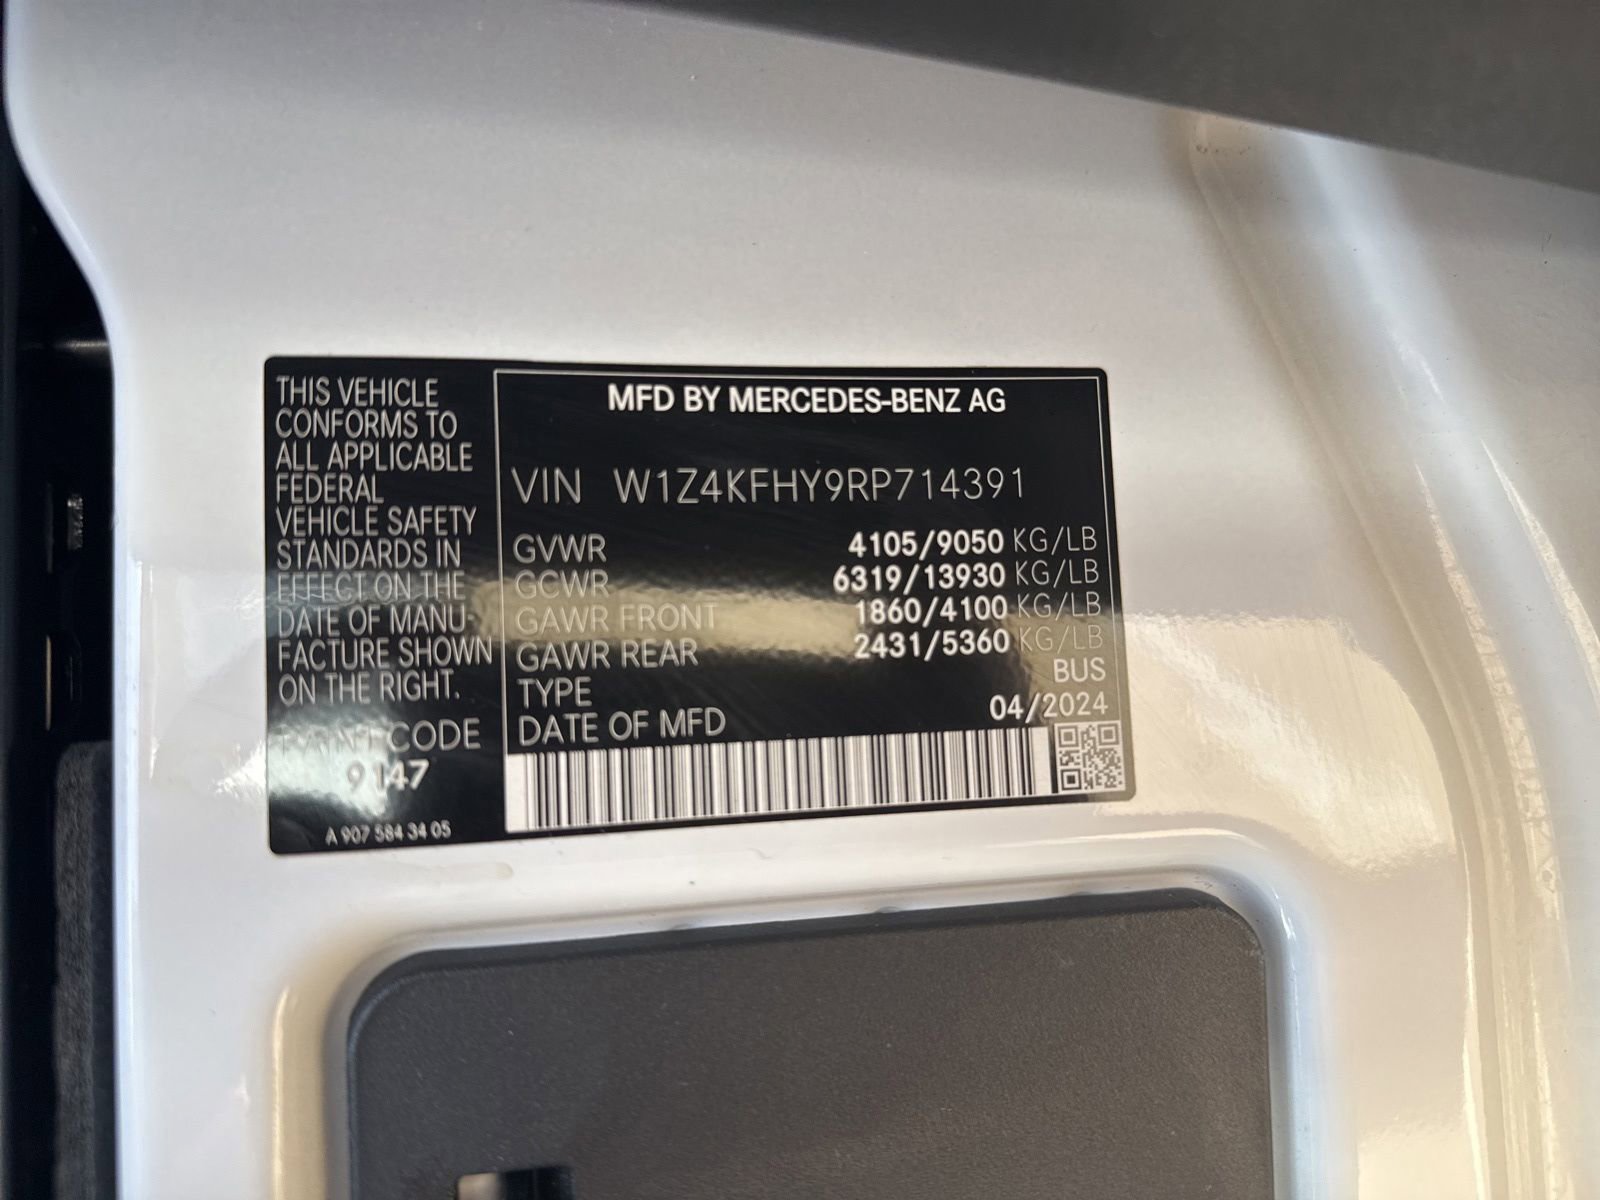 THIS VEHICLE
CONFORMS TO
ALL APPLICABLE
FEDERAL
VEHICLE SAFETY
STANDARDS IN
EFFECT ON THE
DATE OF MANU-
FACTURE SHOWN
ON THE RIGHT.
PAINT CODE
9147
A 907 584 34 05
MFD BY MERCEDES-BENZ AG
VIN W1Z4KFHY9RP714391
GVWR 4105/9050 KG/LB
GCWR 6319/13930 KG/LB
GAWR FRONT 1860/4100 KG/LB
GAWR REAR 2431/5360 KG/LB
TYPE BUS
DATE OF MFD 04/2024